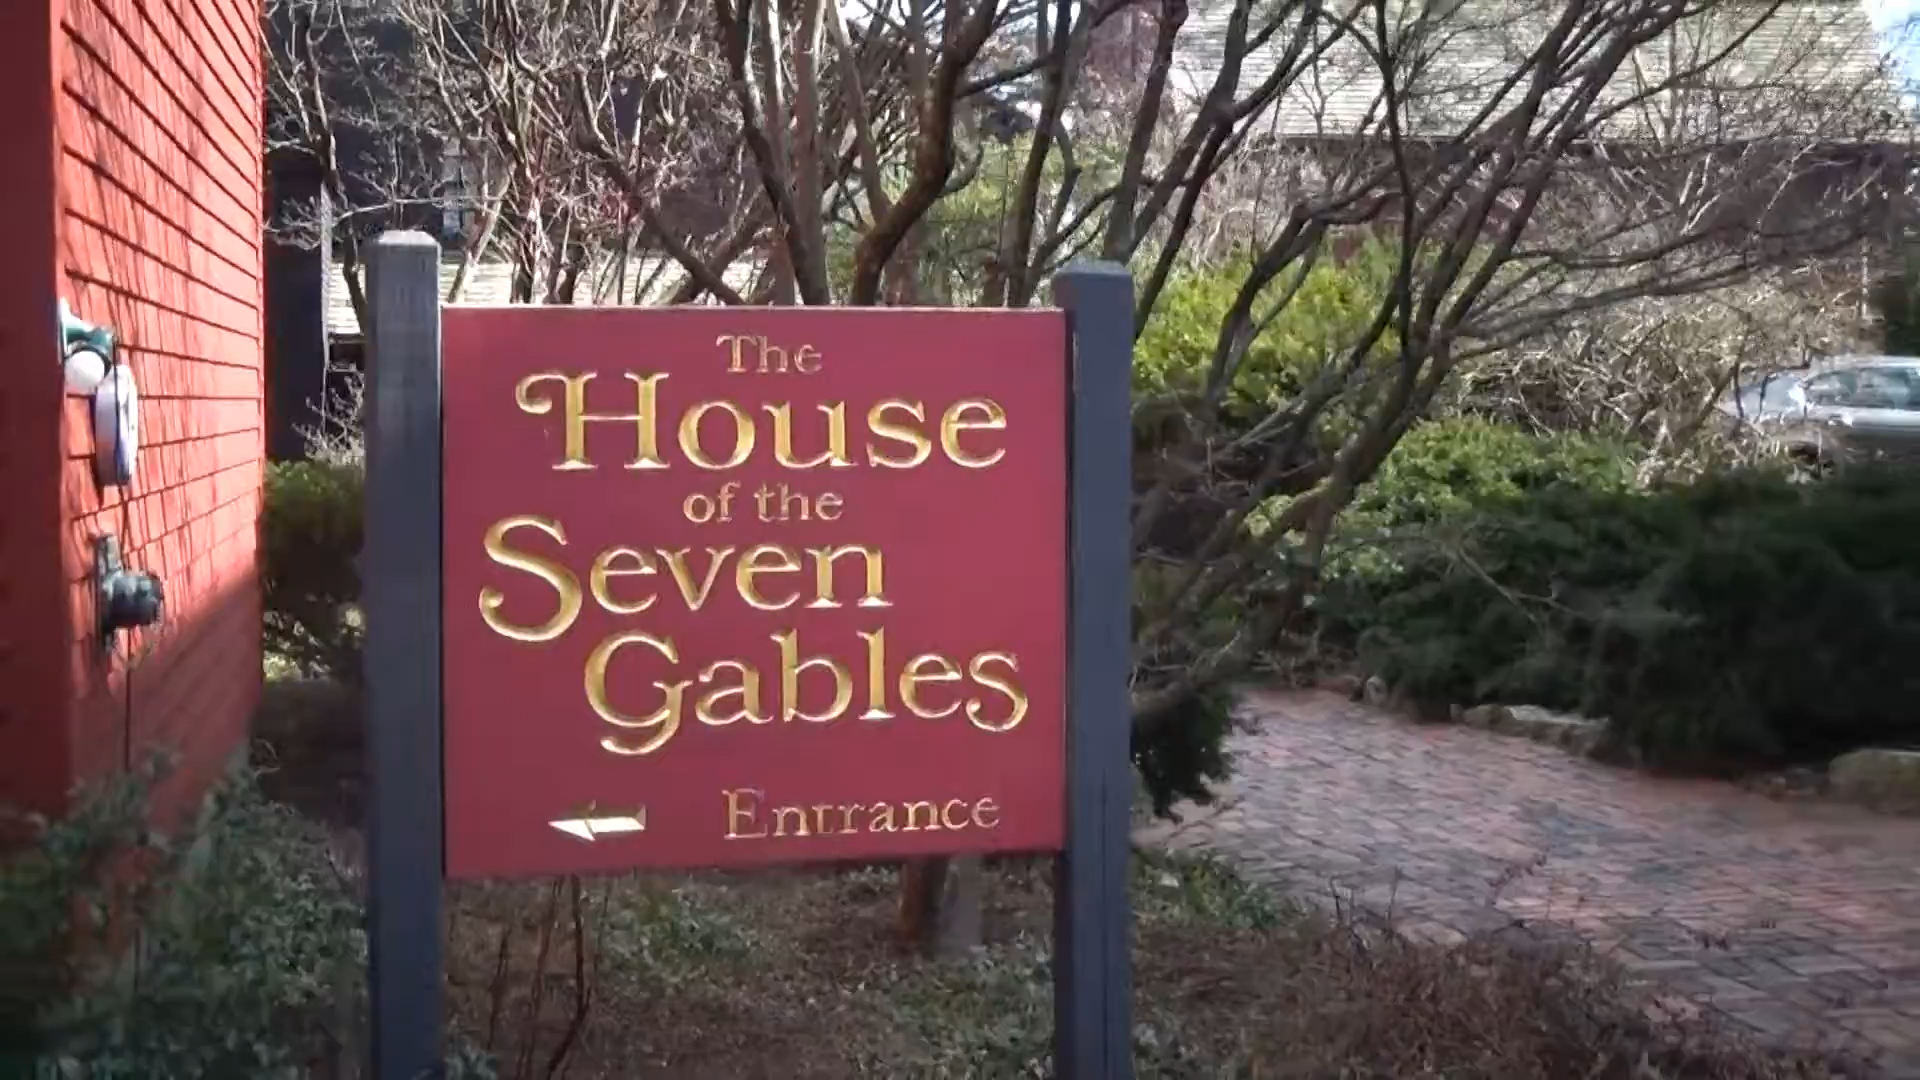 The
House
of the
Seven
Gables
Entrance